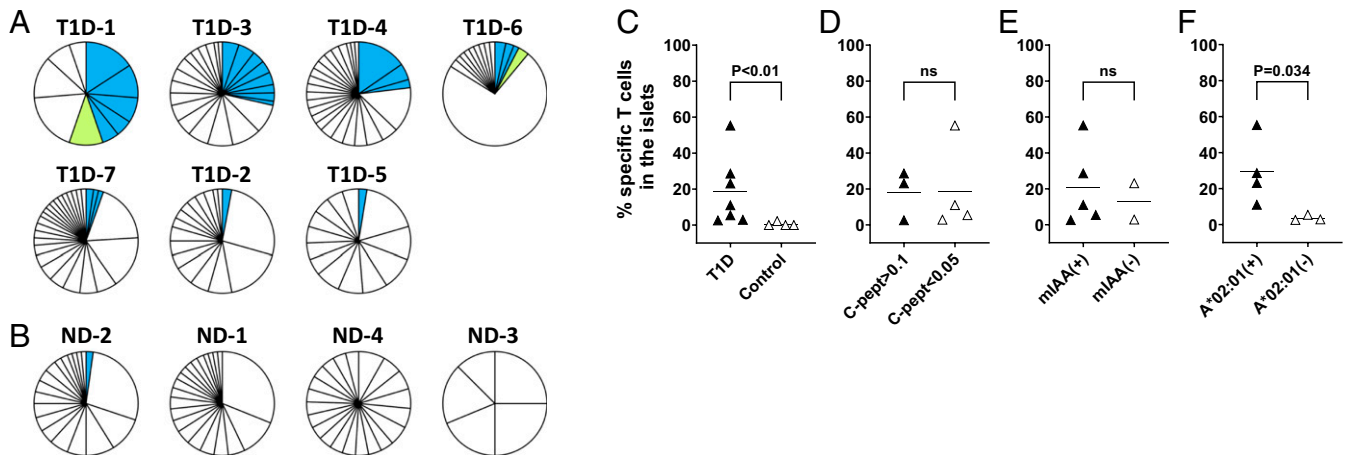 A
T1D-1 T1D-3 T1D-4 T1D-6
T1D-7 T1D-2 T1D-5
B
ND-2 ND-1 ND-4 ND-3
C
% specific T cells
in the islets
100
80
60
40
20
0
P<0.01
T1D
Control
D
100
80
60
40
20
0
ns
C-pept>0.1
C-pept<0.05
E
100%
80
60
40
20
0
ns
mIAA(+)
mIAA(-)
F
100%
80
60
40
20
0
P=0.034
A*02:01(+)
A*02:01(-)